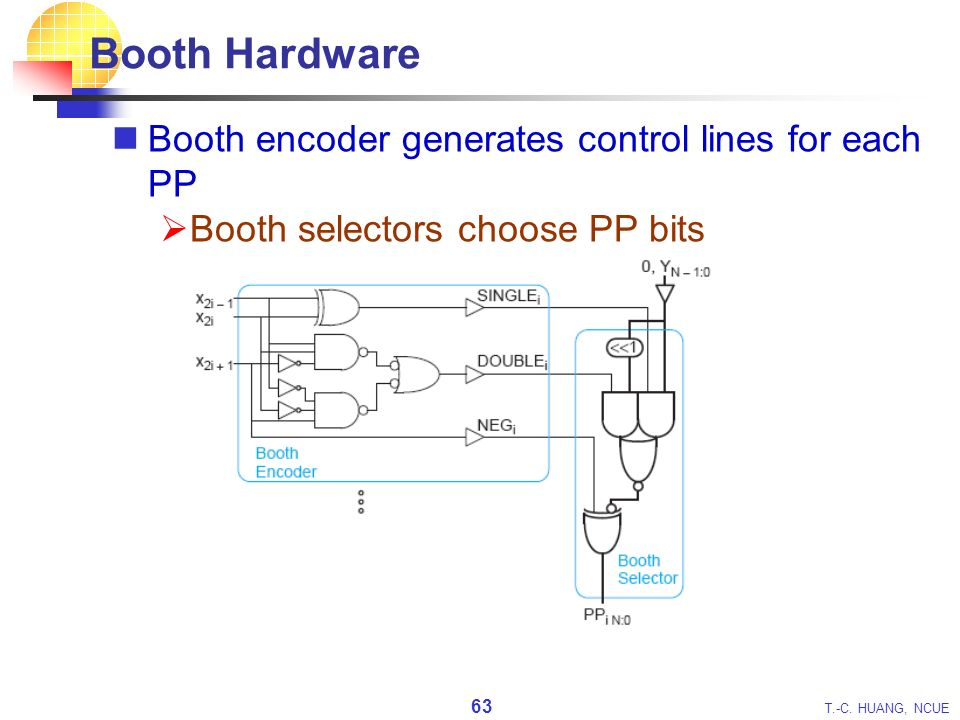 Booth Hardware
Booth encoder generates control lines for each
PP
Booth selectors choose PP bits
0, Y N – 1:0
x2i – 1
x2i
x2i + 1
SINGLEi
DOUBLEi
NEGi
<<1
Booth
Encoder
Booth
Selector
PPi N:0
63
T.-C. HUANG, NCUE